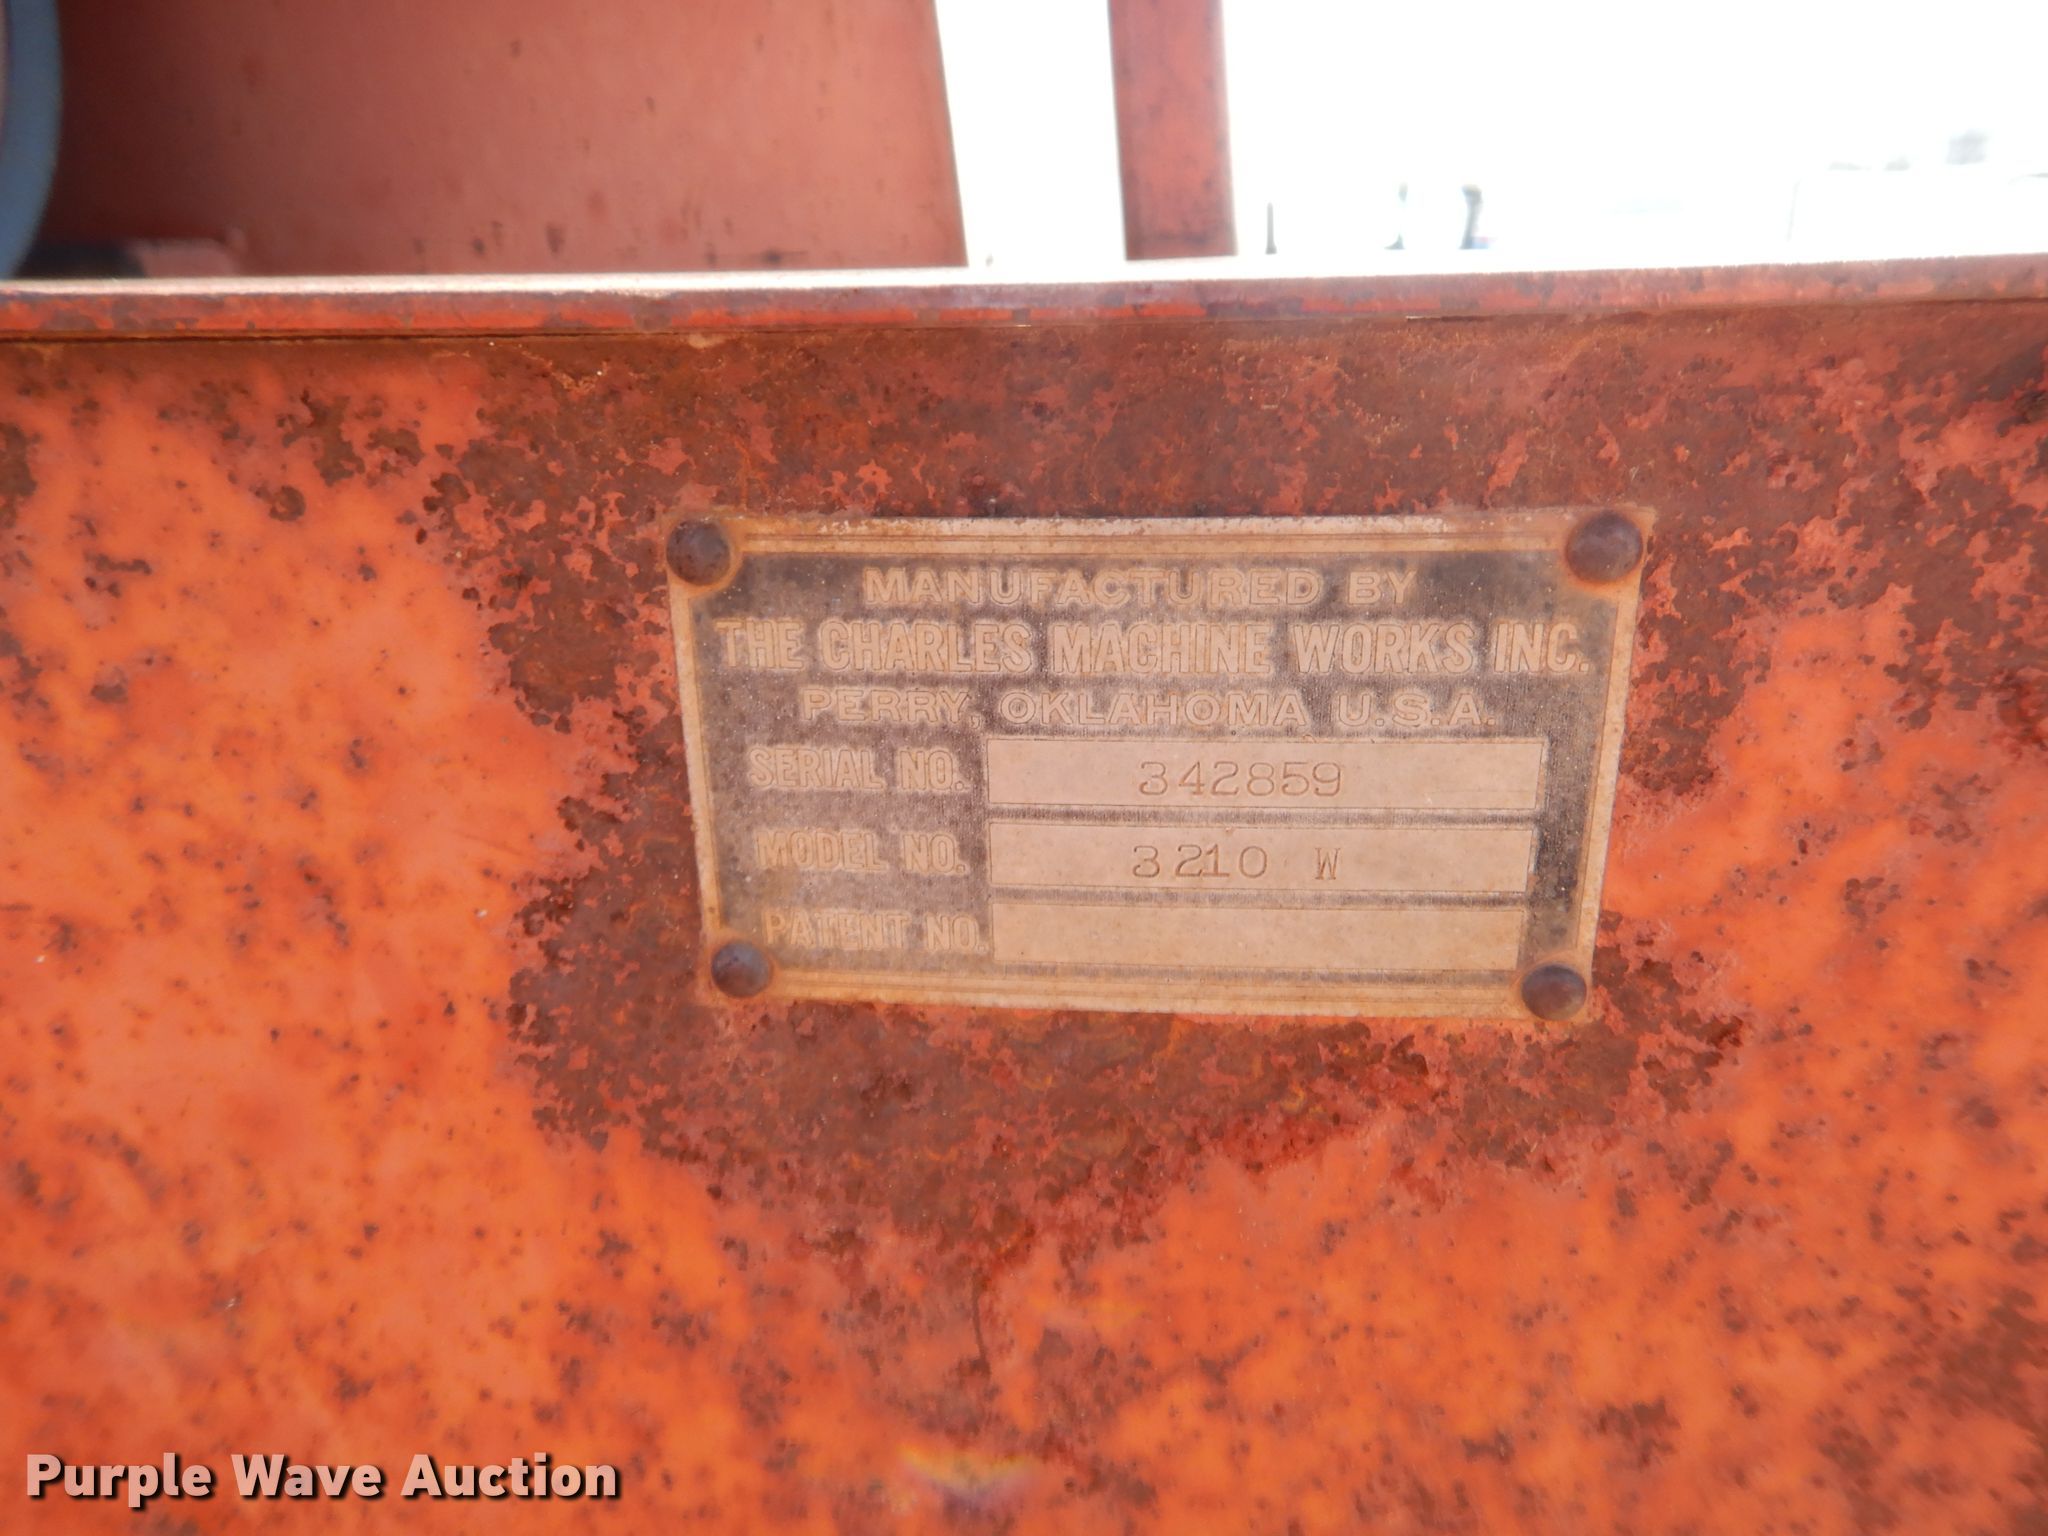 MANUFACTURED BY
THE CHARLES MACHINE WORKS INC.
PERRY, OKLAHOMA U.S.A.
SERIAL NO. 342859
MODEL NO. 3210 W
PATENT NO.
Purple Wave Auction